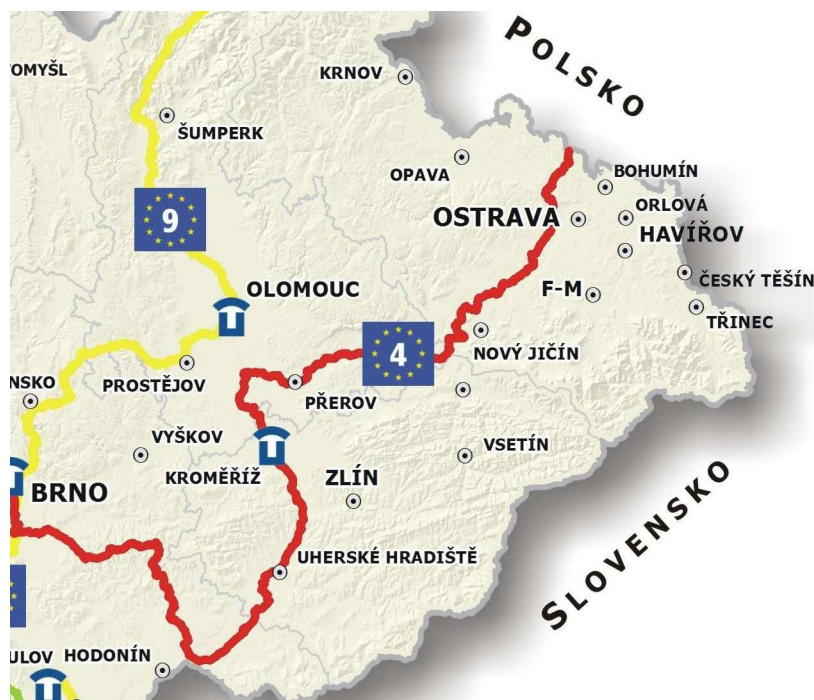 POLSKO
TOMYŠL
KRNOV
ŠUMPERK
OPAVA
BOHUMÍN
ORLOVÁ
OSTRAVA
HAVÍŘOV
9
ČESKÝ TĚŠÍN
OLOMOUC
F-M
TŘINEC
4
NOVÝ JIČÍN
NSKO
PROSTĚJOV
PŘEROV
VYŠKOV
VSETÍN
KROMĚŘÍŽ
ZLÍN
BRNO
SLOVENSKO
UHERSKÉ HRADIŠTĚ
ULOV
HODONÍN